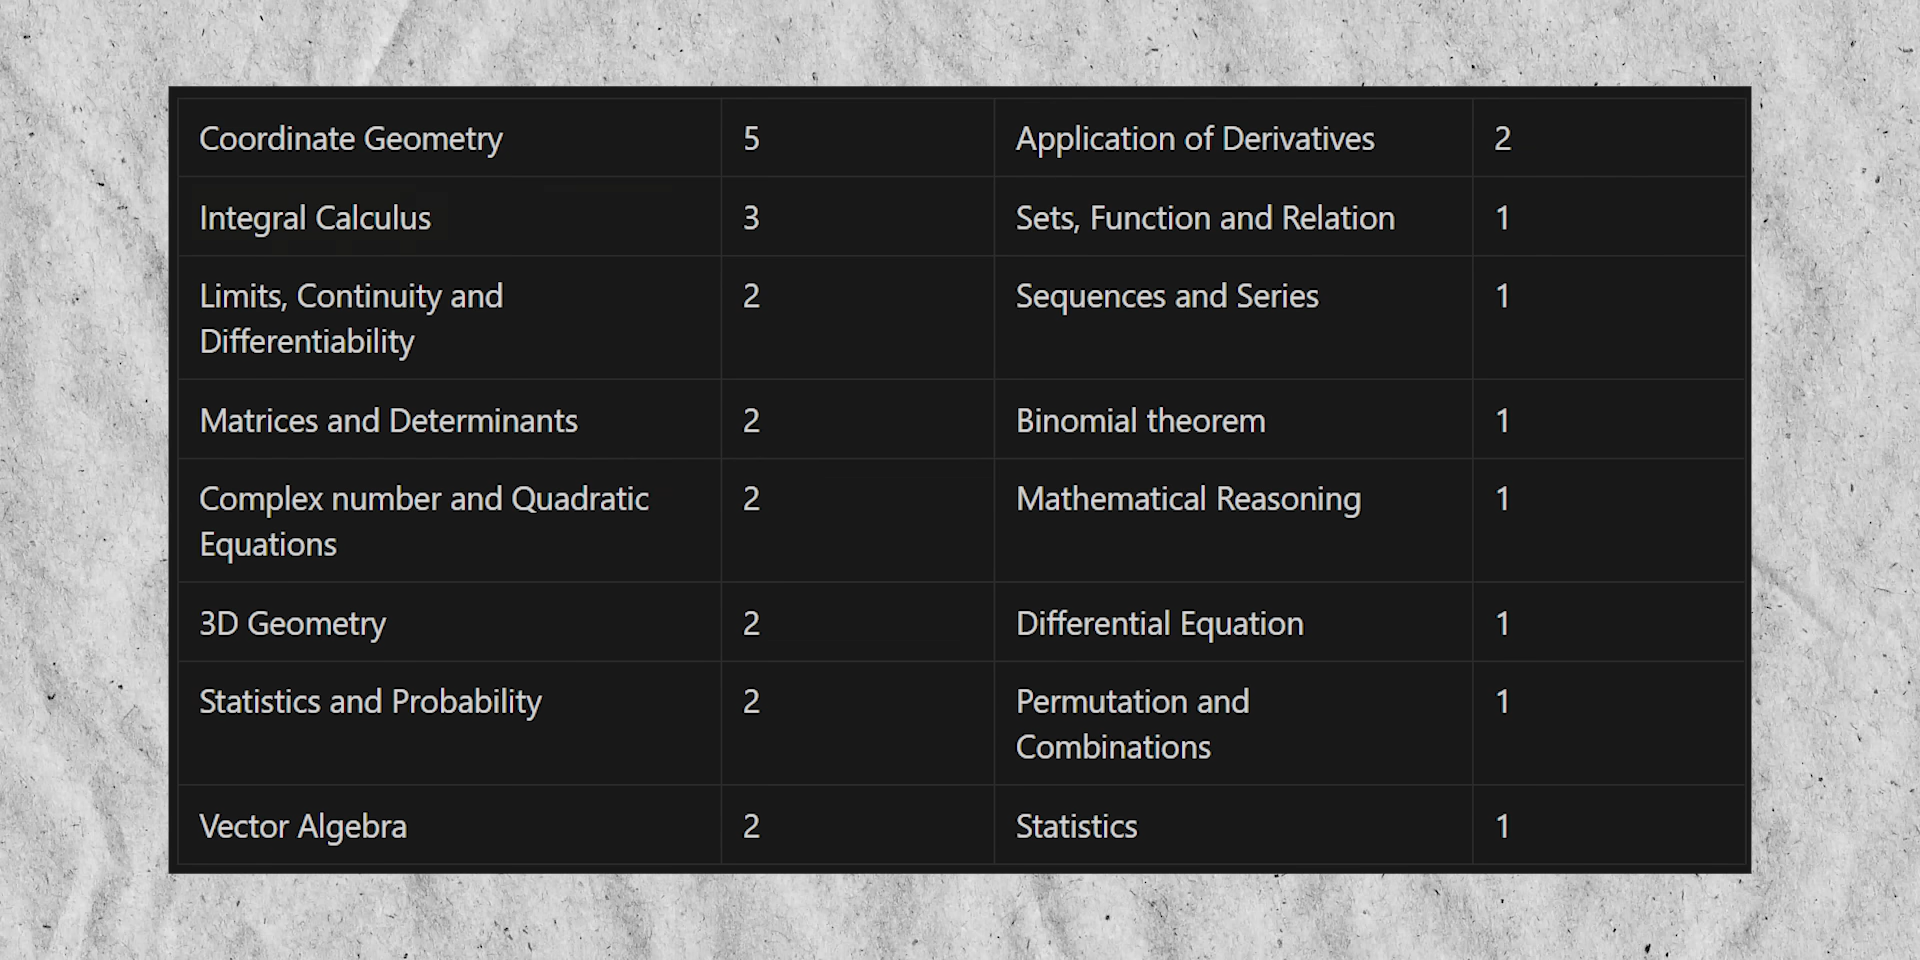 Coordinate Geometry 5 Application of Derivatives 2
Integral Calculus 3 Sets, Function and Relation 1
Limits, Continuity and Differentiability 2 Sequences and Series 1
Matrices and Determinants 2 Binomial theorem 1
Complex number and Quadratic Equations 2 Mathematical Reasoning 1
3D Geometry 2 Differential Equation 1
Statistics and Probability 2 Permutation and Combinations 1
Vector Algebra 2 Statistics 1